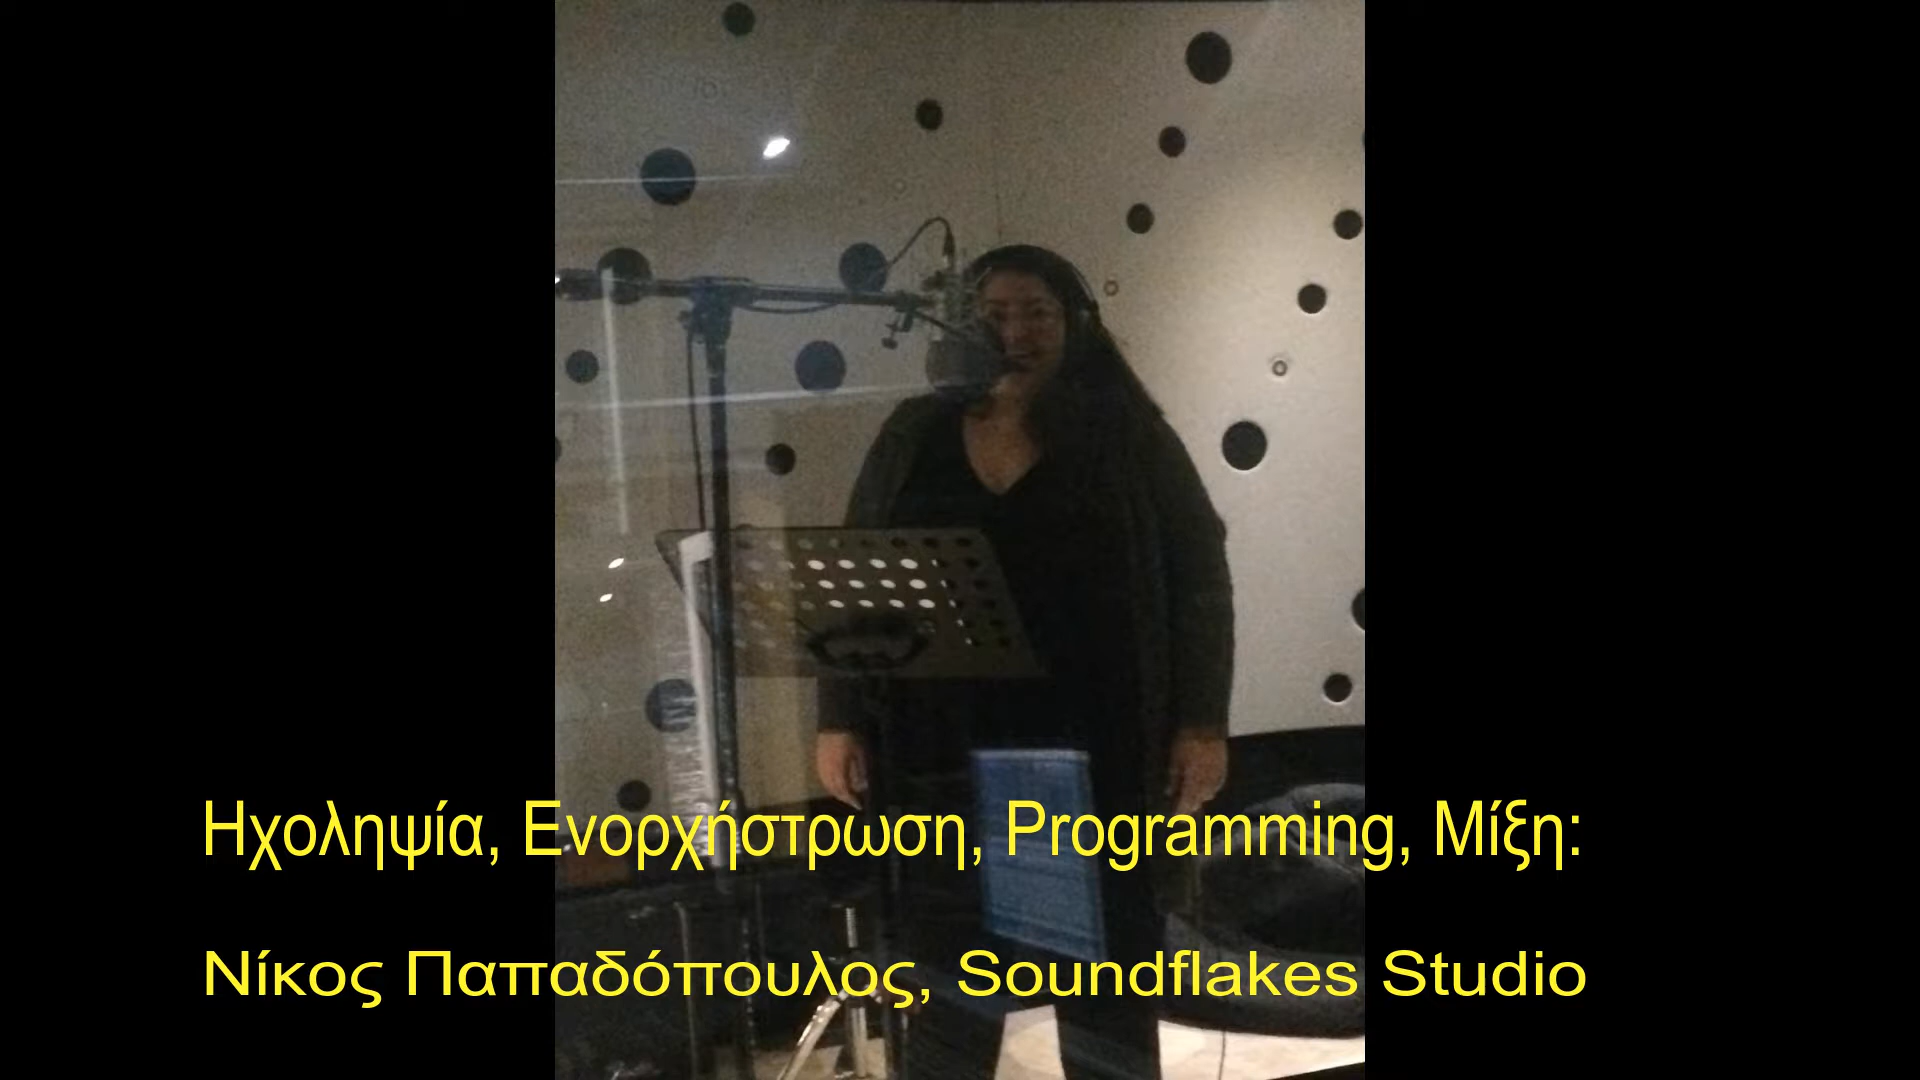 Ηχοληψία, Ενορχήστρωση, Programming, Μίξη:
Νίκος Παπαδόπουλος, Soundflakes Studio